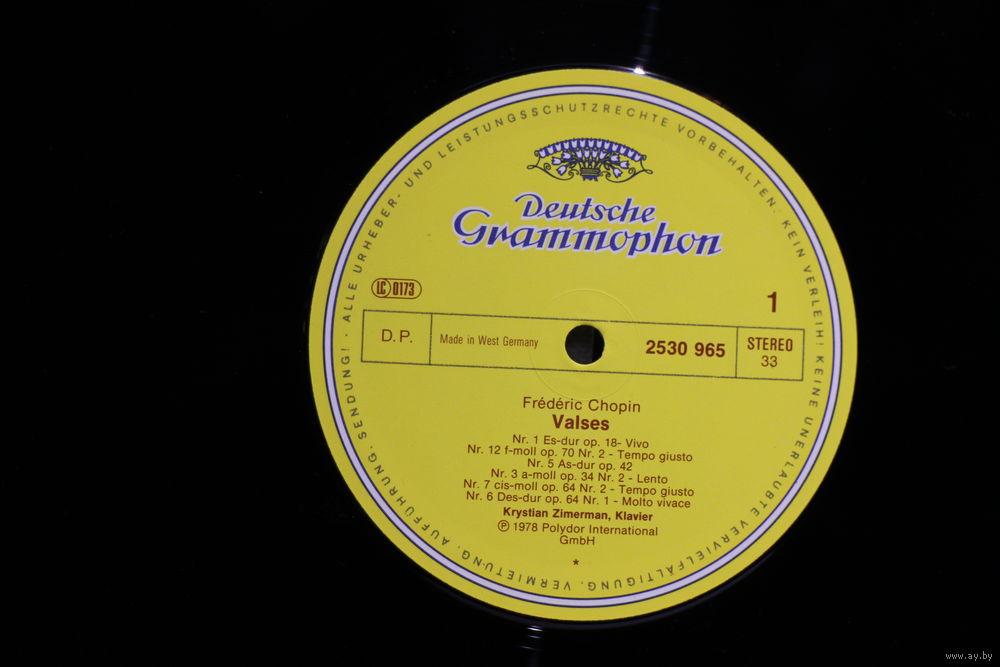 · ALLE URHEBER- UND LEISTUNGSSCHUTZRECHTE VORBEHALTEN. KEIN VERLEIH! KEINE UNERLAUBTE VERVIELFÄLTIGUNG, VERMIETUNG, AUFFÜHRUNG, SENDUNG!
Deutsche
Grammophon
LC 0173
1
D.P.
Made in West Germany
2530 965
STEREO
33
Frédéric Chopin
Valses
Nr. 1 Es-dur op. 18- Vivo
Nr. 12 f-moll op. 70 Nr. 2 - Tempo giusto
Nr. 5 As-dur op. 42
Nr. 3 a-moll op. 34 Nr. 2 - Lento
Nr. 7 cis-moll op. 64 Nr. 2 - Tempo giusto
Nr. 6 Des-dur op. 64 Nr. 1 - Molto vivace
Krystian Zimerman, Klavier
Ⓟ 1978 Polydor International
GmbH
*
www.ay.by